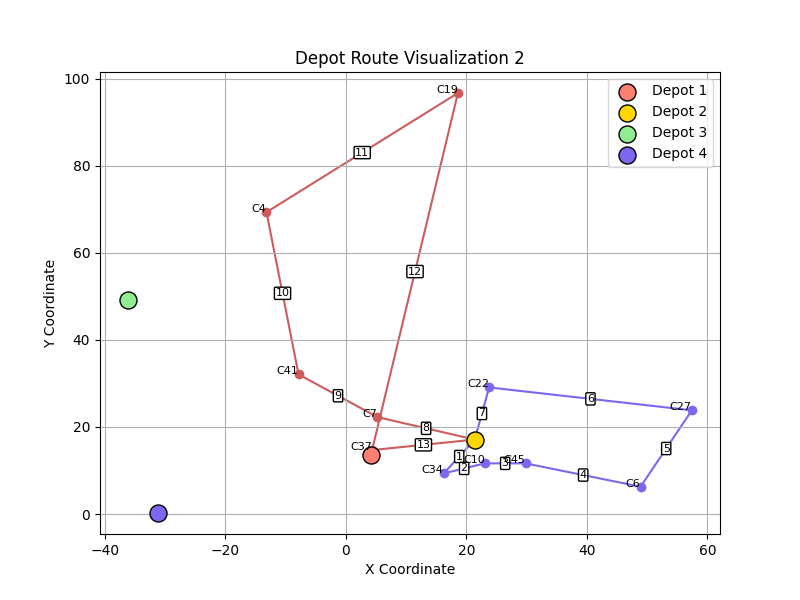 Depot Route Visualization 2
Depot 1
Depot 2
Depot 3
Depot 4
Y Coordinate
100
80
60
40
20
0
C19
11
C4
12
10
C41
9
C7
8
C37
13
C22
6
C27
7
1
C34
2
C10
3
C45
4
C6
5
−40
−20
0
20
40
60
X Coordinate